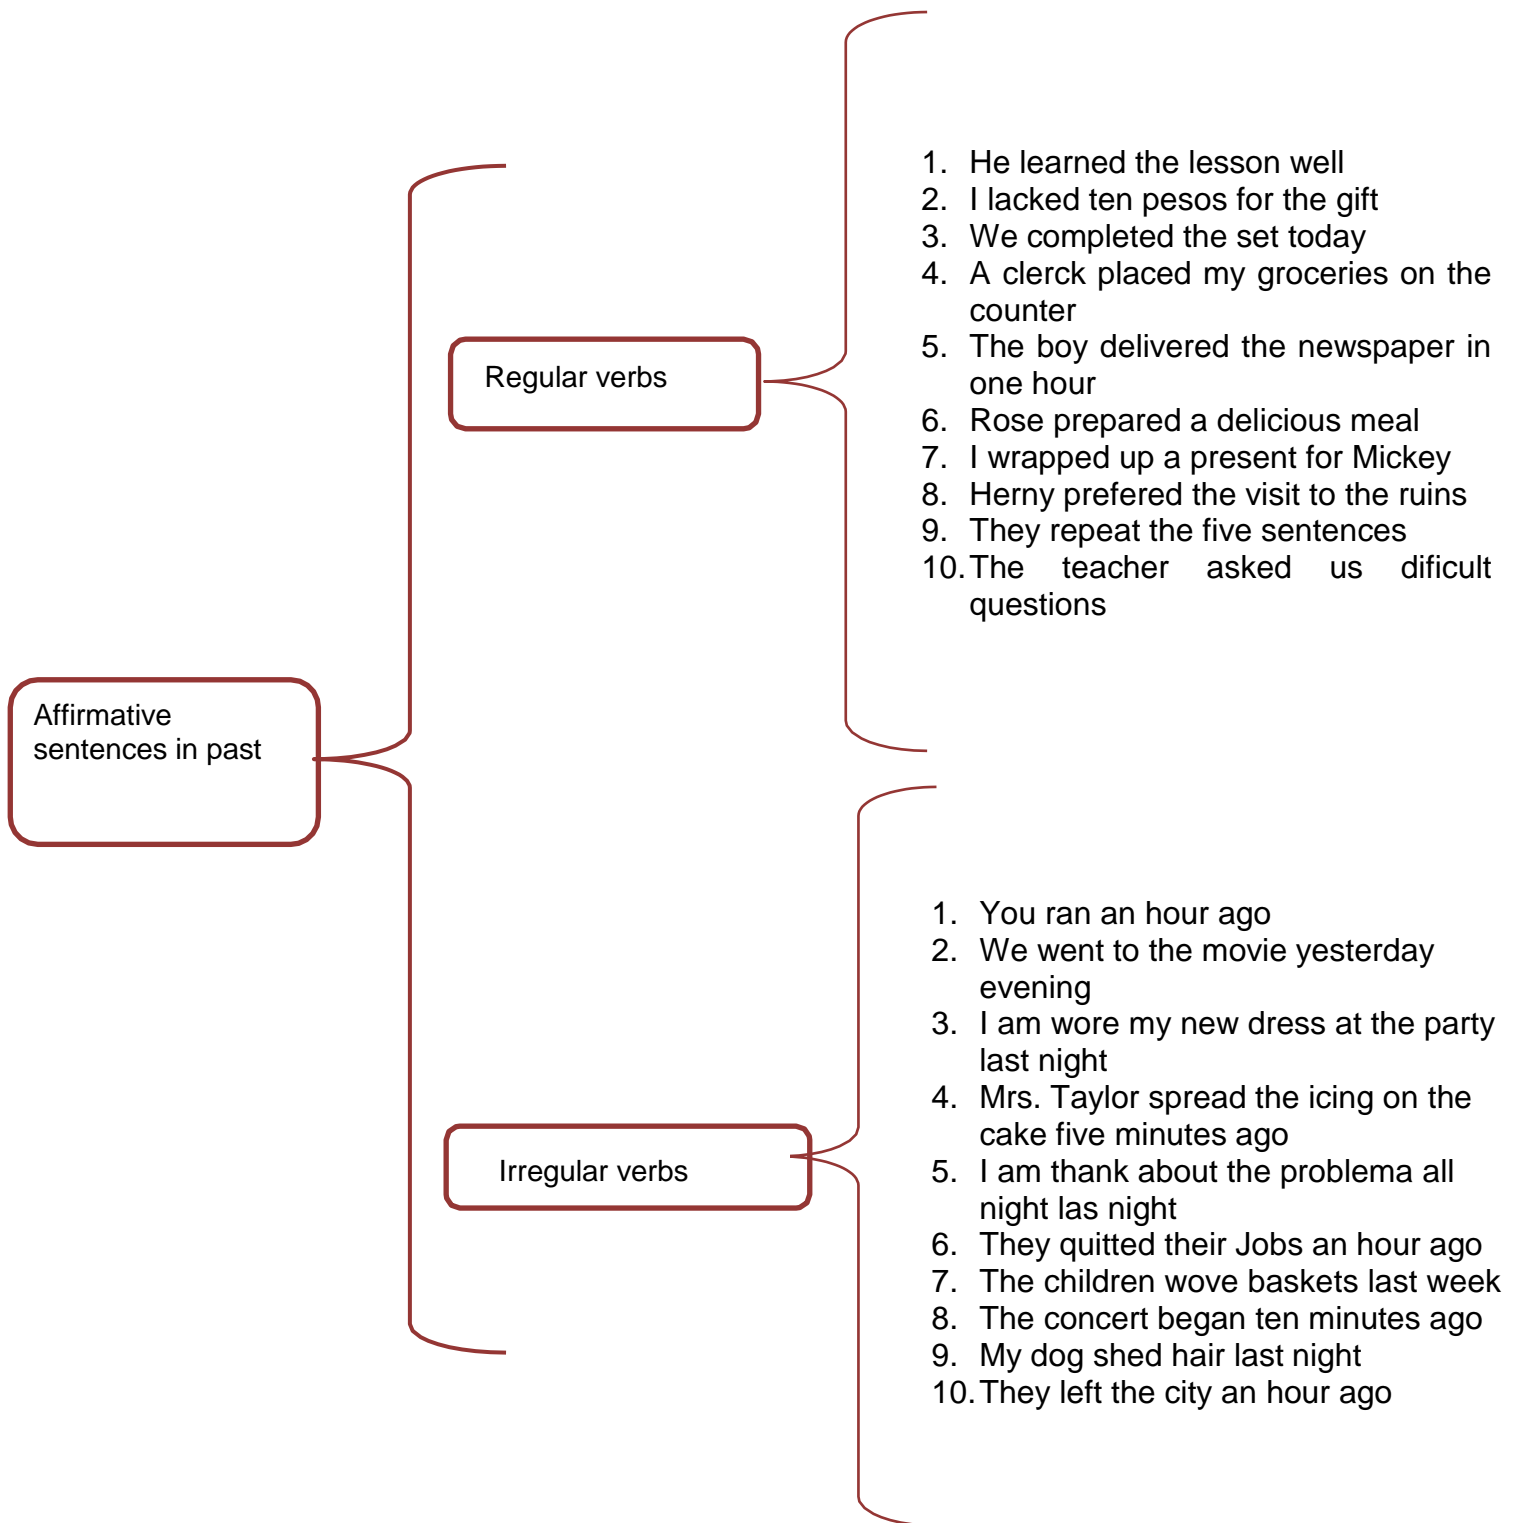 Affirmative
sentences in past
Regular verbs
1. He learned the lesson well
2. I lacked ten pesos for the gift
3. We completed the set today
4. A clerck placed my groceries on the
counter
5. The boy delivered the newspaper in
one hour
6. Rose prepared a delicious meal
7. I wrapped up a present for Mickey
8. Herny prefered the visit to the ruins
9. They repeat the five sentences
10. The teacher asked us dificult
questions
Irregular verbs
1. You ran an hour ago
2. We went to the movie yesterday
evening
3. I am wore my new dress at the party
last night
4. Mrs. Taylor spread the icing on the
cake five minutes ago
5. I am thank about the problema all
night las night
6. They quitted their Jobs an hour ago
7. The children wove baskets last week
8. The concert began ten minutes ago
9. My dog shed hair last night
10. They left the city an hour ago